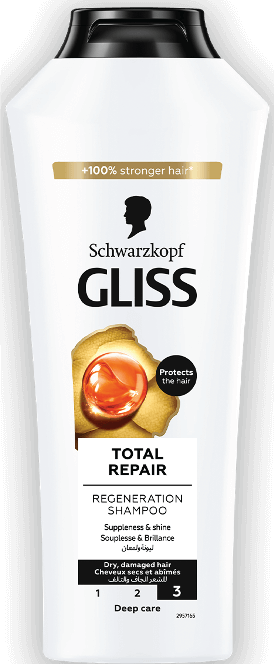 +100% stronger hair*
Schwarzkopf
GLISS
Protects
the hair
TOTAL
REPAIR
REGENERATION
SHAMPOO
Suppleness & shine
Souplesse & Brillance
ليونة ولمعان
Dry, damaged hair
Cheveux secs et abîmés
للشعر الجاف والتالف
1 2 3
Deep care
2957165